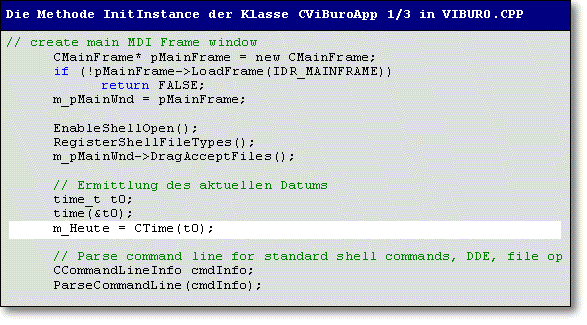 Die Methode InitInstance der Klasse CViBuroApp 1/3 in VIBURO.CPP
// create main MDI Frame window
CMainFrame* pMainFrame = new CMainFrame;
if (!pMainFrame->LoadFrame(IDR_MAINFRAME))
return FALSE;
m_pMainWnd = pMainFrame;
EnableShellOpen();
RegisterShellFileTypes();
m_pMainWnd->DragAcceptFiles();
// Ermittlung des aktuellen Datums
time_t t0;
time(&t0);
m_Heute = CTime(t0);
// Parse command line for standard shell commands, DDE, file op
CCommandLineInfo cmdInfo;
ParseCommandLine(cmdInfo);